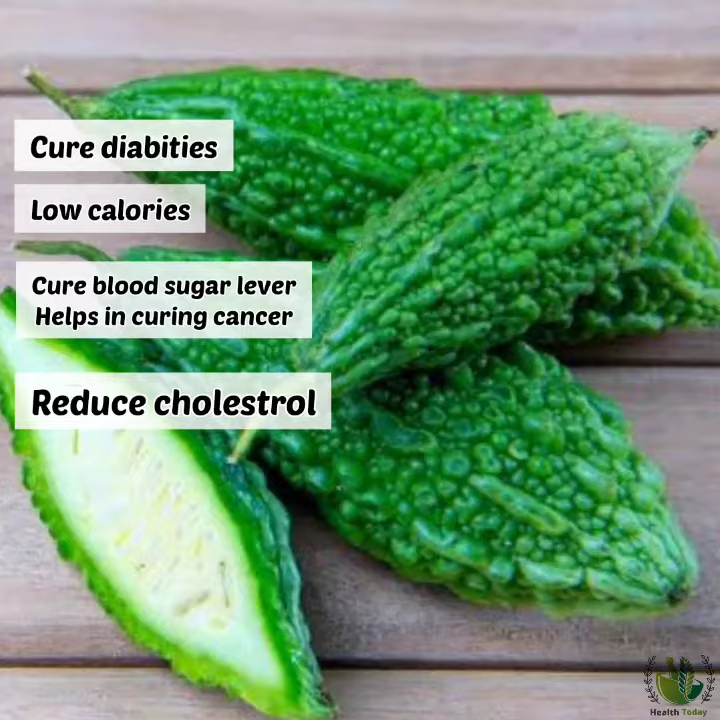 Cure diabities
Low calories
Cure blood sugar lever
Helps in curing cancer
Reduce cholestrol
Health Today